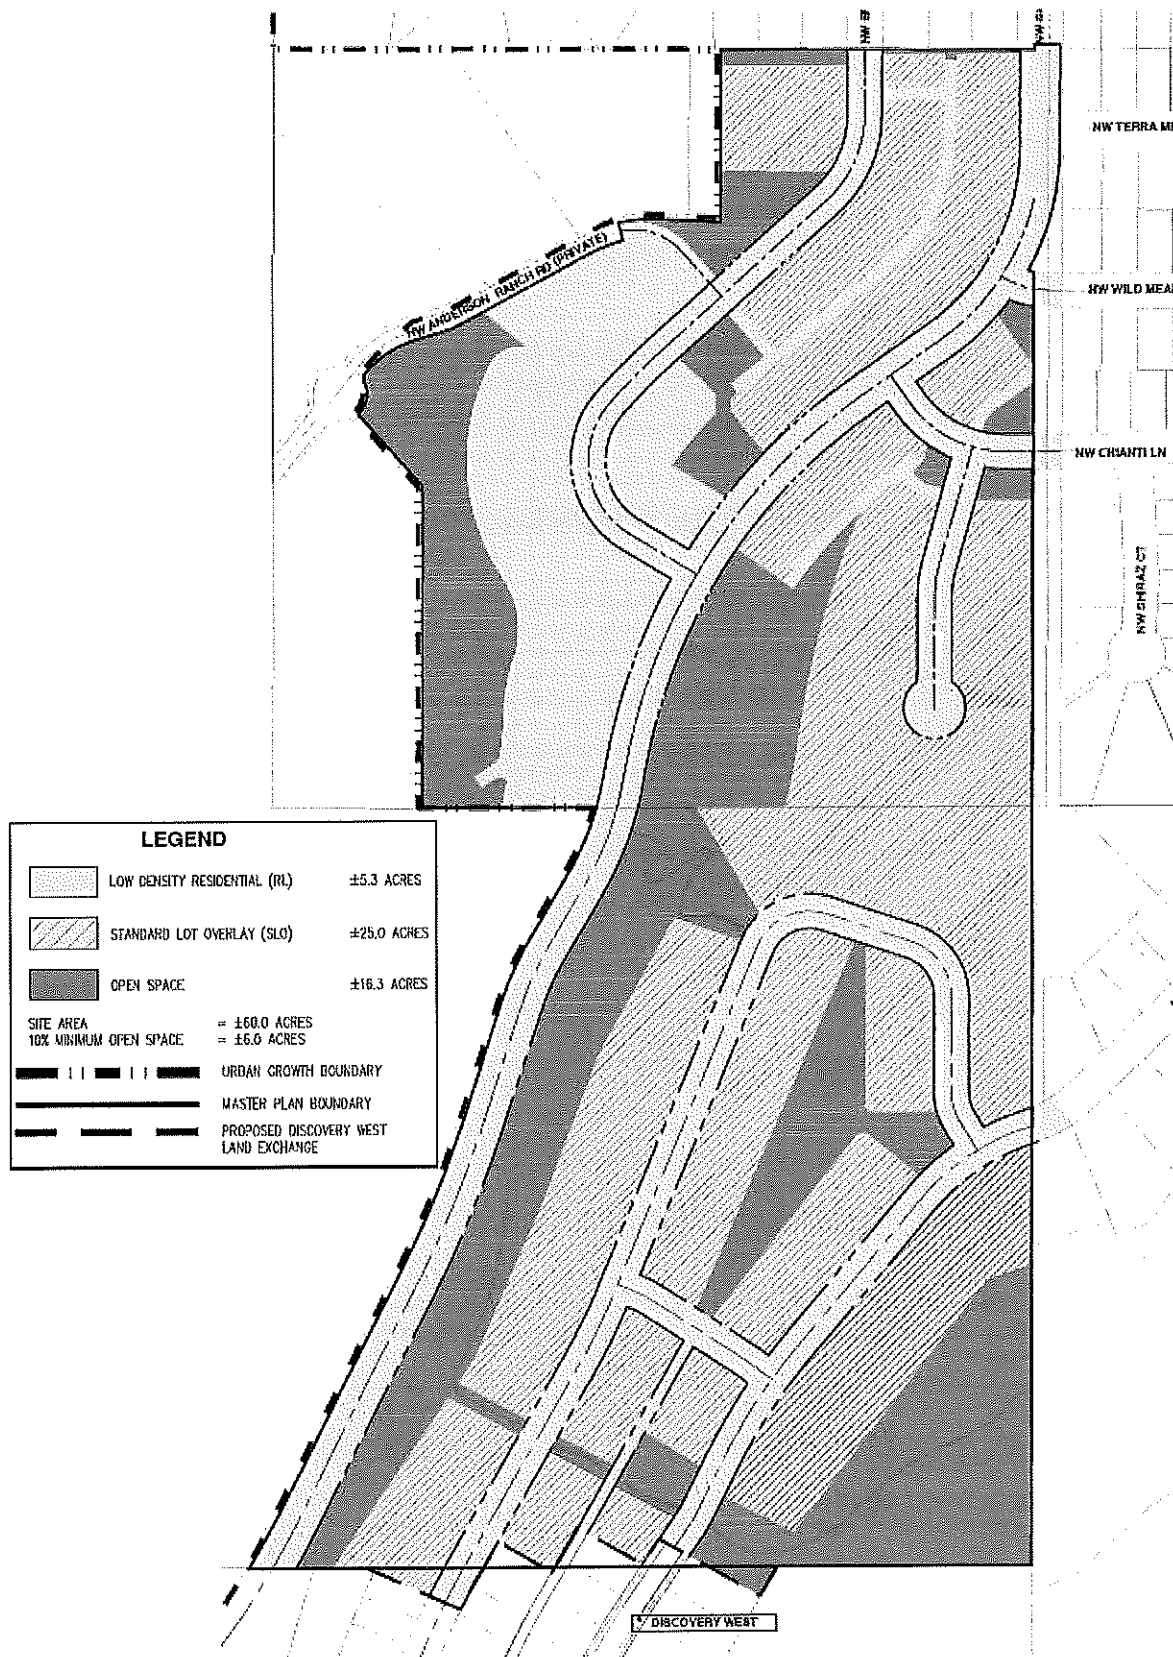 NW TERRA ME
NW ANDERSON RANCH RD (PRIVATE)
NW WILD MEA
NW CHIANTI LN
NW SHIRAZ CT
LEGEND
LOW DENSITY RESIDENTIAL (RL) ±5.3 ACRES
STANDARD LOT OVERLAY (SLO) ±25.0 ACRES
OPEN SPACE ±16.3 ACRES
SITE AREA = ±60.0 ACRES
10% MINIMUM OPEN SPACE = ±6.0 ACRES
URBAN GROWTH BOUNDARY
MASTER PLAN BOUNDARY
PROPOSED DISCOVERY WEST
LAND EXCHANGE
DISCOVERY WEST